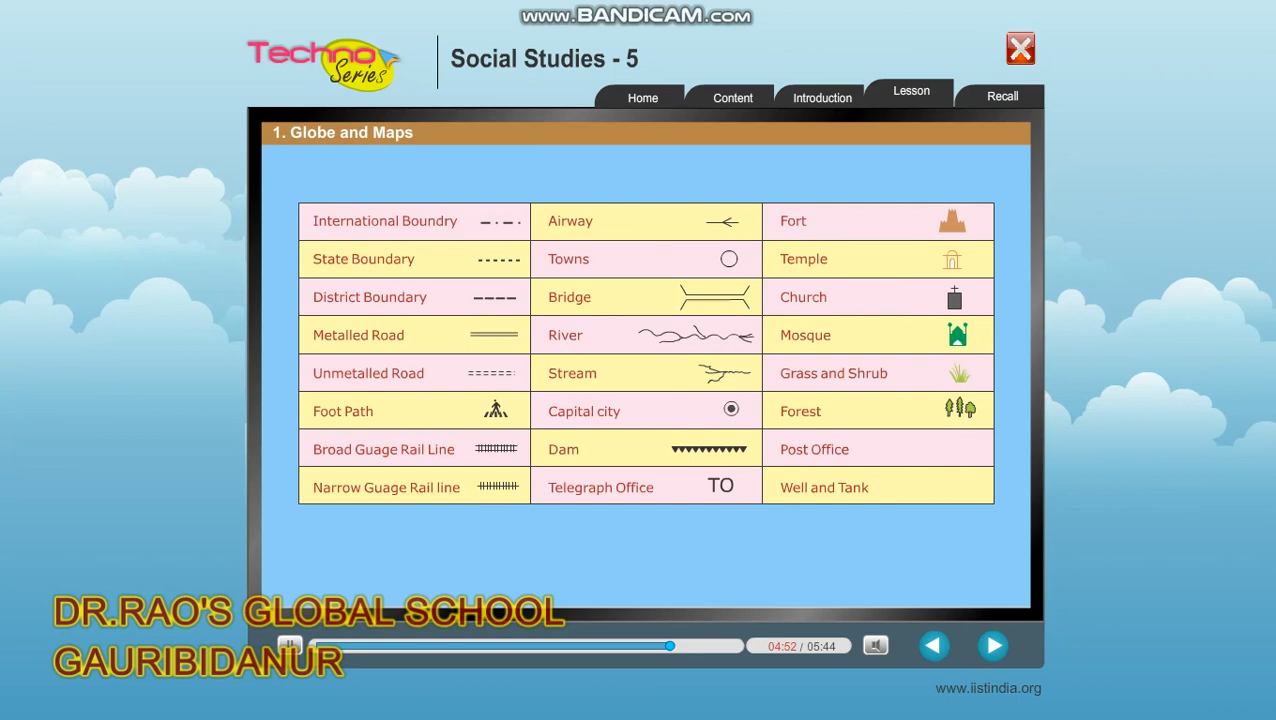 www.BANDICAM.com
Techno
Series
Social Studies - 5
Home Content Introduction Lesson Recall
1. Globe and Maps
International Boundry Airway Fort
State Boundary Towns Temple
District Boundary Bridge Church
Metalled Road River Mosque
Unmetalled Road Stream Grass and Shrub
Foot Path Capital city Forest
Broad Guage Rail Line Dam Post Office
Narrow Guage Rail line Telegraph Office TO Well and Tank
DR.RAO'S GLOBAL SCHOOL
GAURIBIDANUR
04:52 / 05:44
www.iistindia.org